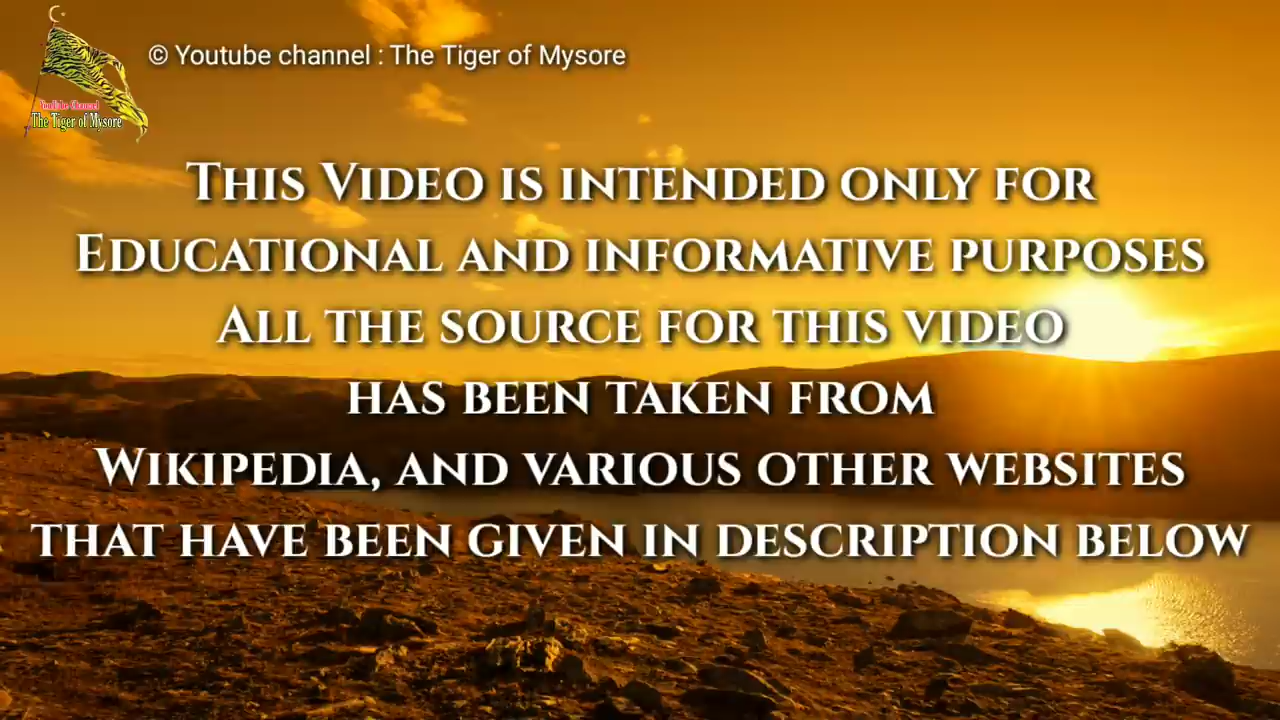 © Youtube channel : The Tiger of Mysore
YouTube Channel
The Tiger of Mysore
This Video is intended only for
Educational and informative purposes
All the source for this video
has been taken from
Wikipedia, and various other websites
that have been given in description below